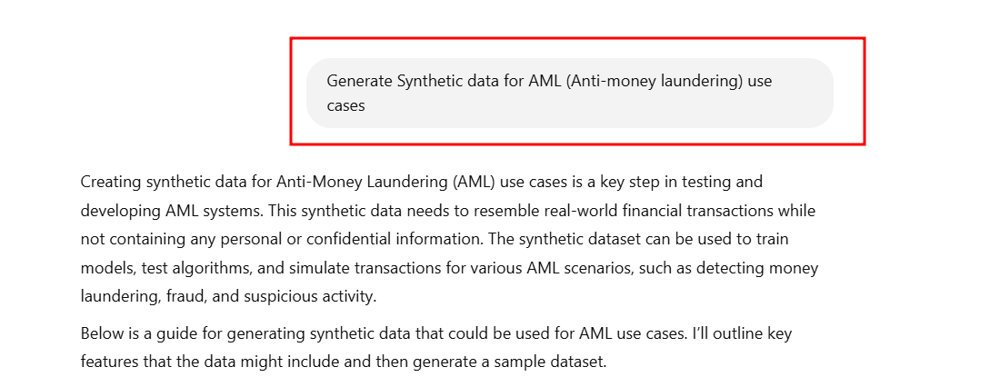 Generate Synthetic data for AML (Anti-money laundering) use
cases
Creating synthetic data for Anti-Money Laundering (AML) use cases is a key step in testing and
developing AML systems. This synthetic data needs to resemble real-world financial transactions while
not containing any personal or confidential information. The synthetic dataset can be used to train
models, test algorithms, and simulate transactions for various AML scenarios, such as detecting money
laundering, fraud, and suspicious activity.
Below is a guide for generating synthetic data that could be used for AML use cases. I’ll outline key
features that the data might include and then generate a sample dataset.